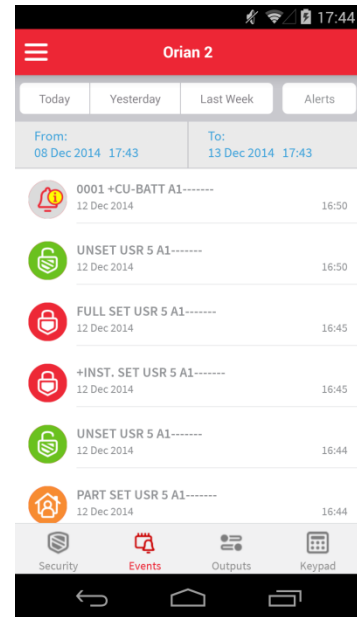 17:44
Orian 2
Today Yesterday Last Week Alerts
From: To:
08 Dec 2014 17:43 13 Dec 2014 17:43
0001 +CU-BATT A1-------
12 Dec 2014 16:50
UNSET USR 5 A1-------
12 Dec 2014 16:50
FULL SET USR 5 A1-------
12 Dec 2014 16:45
+INST. SET USR 5 A1-------
12 Dec 2014 16:45
UNSET USR 5 A1-------
12 Dec 2014 16:44
PART SET USR 5 A1-------
12 Dec 2014 16:44
Security Events Outputs Keypad